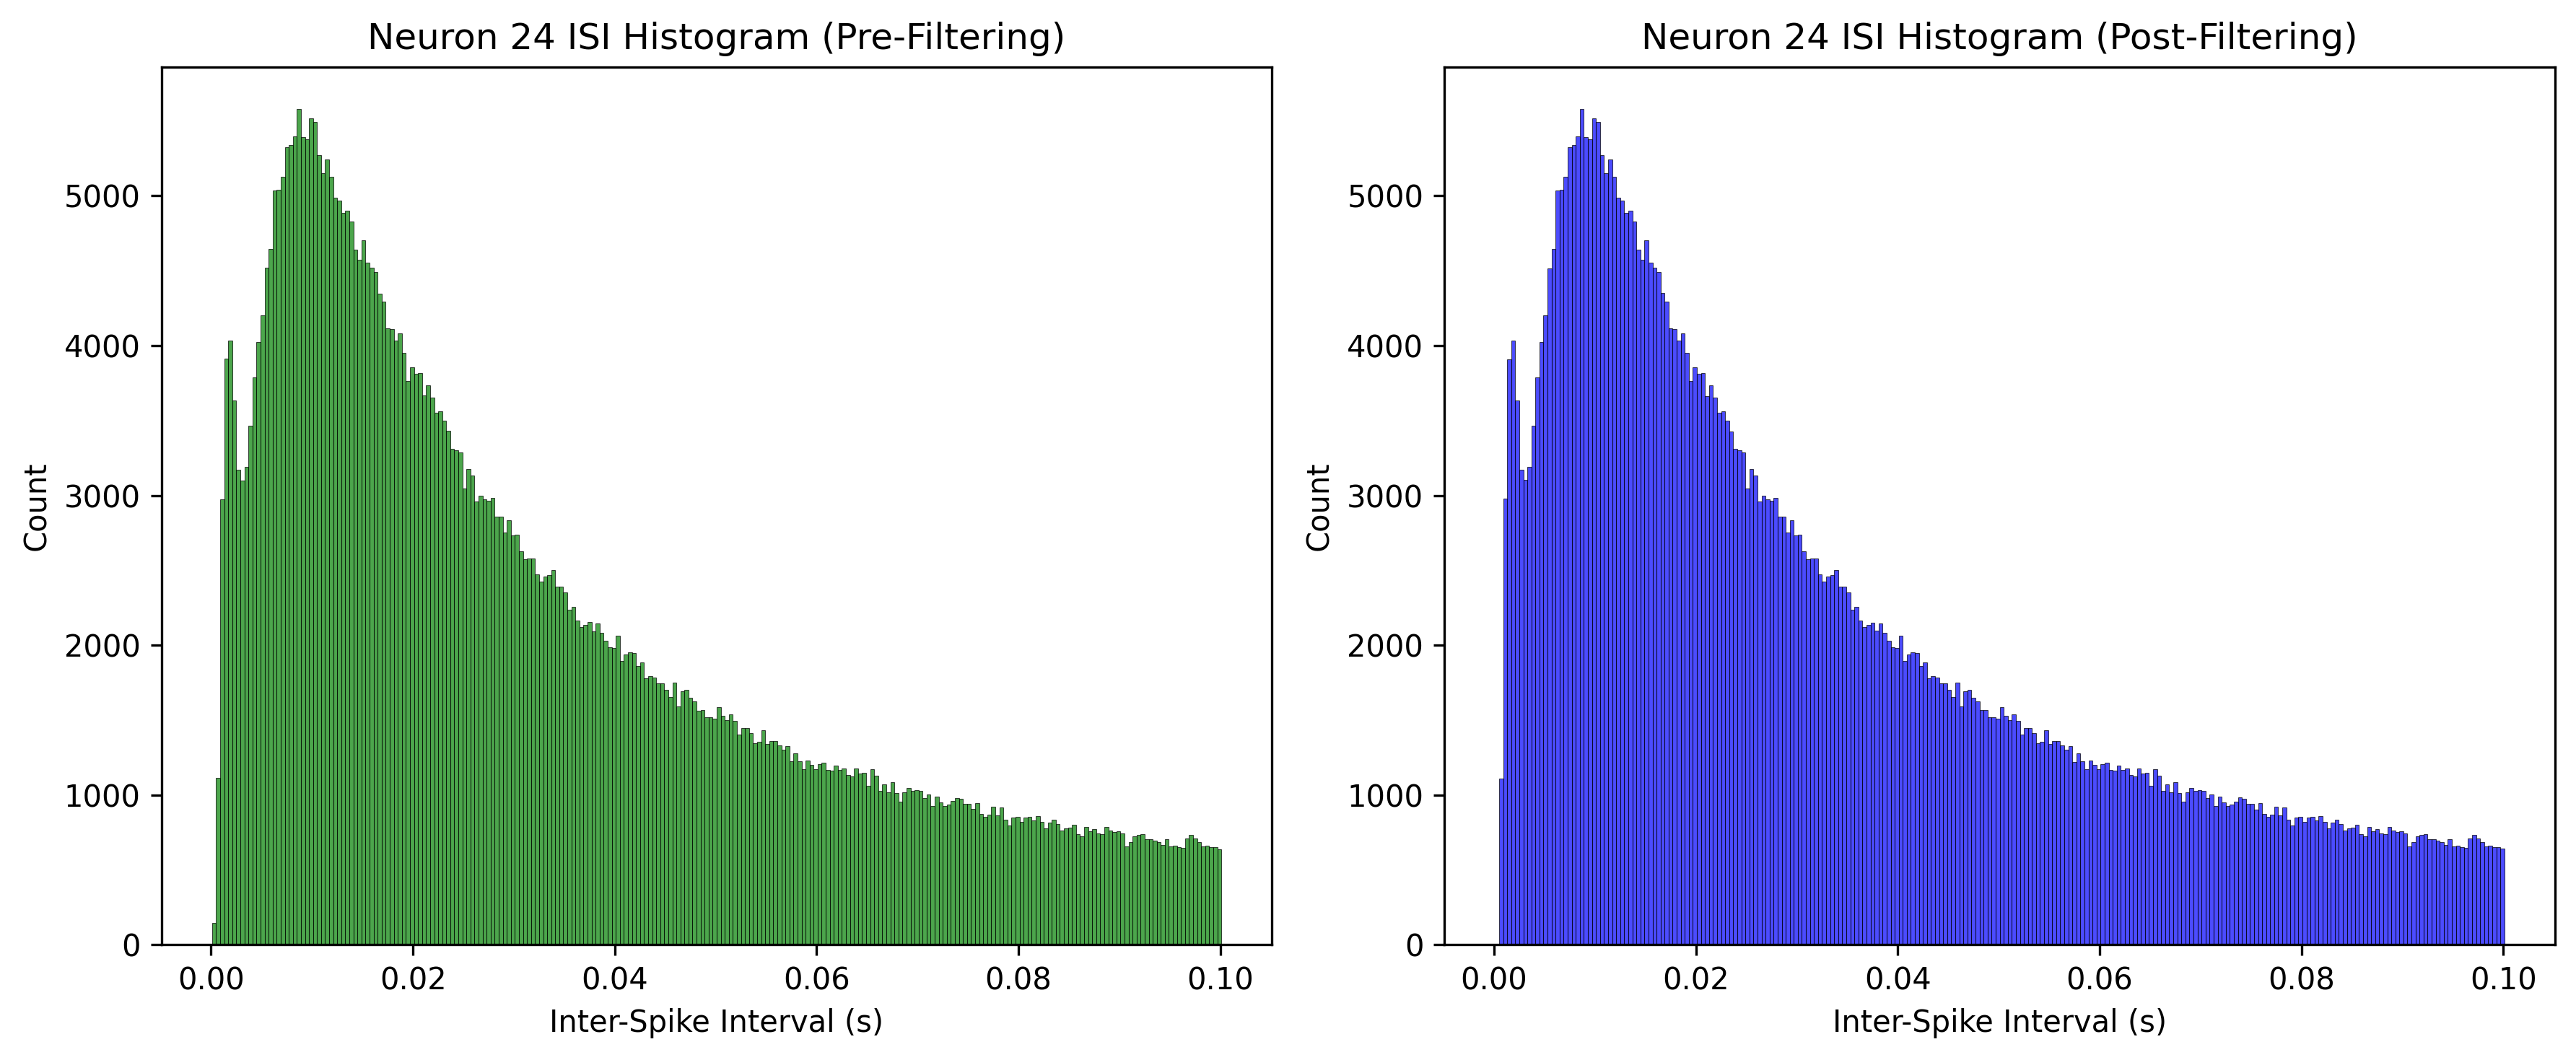 Neuron 24 ISI Histogram (Pre-Filtering)
Count
5000
4000
3000
2000
1000
0
0.00 0.02 0.04 0.06 0.08 0.10
Inter-Spike Interval (s)
Neuron 24 ISI Histogram (Post-Filtering)
Count
5000
4000
3000
2000
1000
0
0.00 0.02 0.04 0.06 0.08 0.10
Inter-Spike Interval (s)